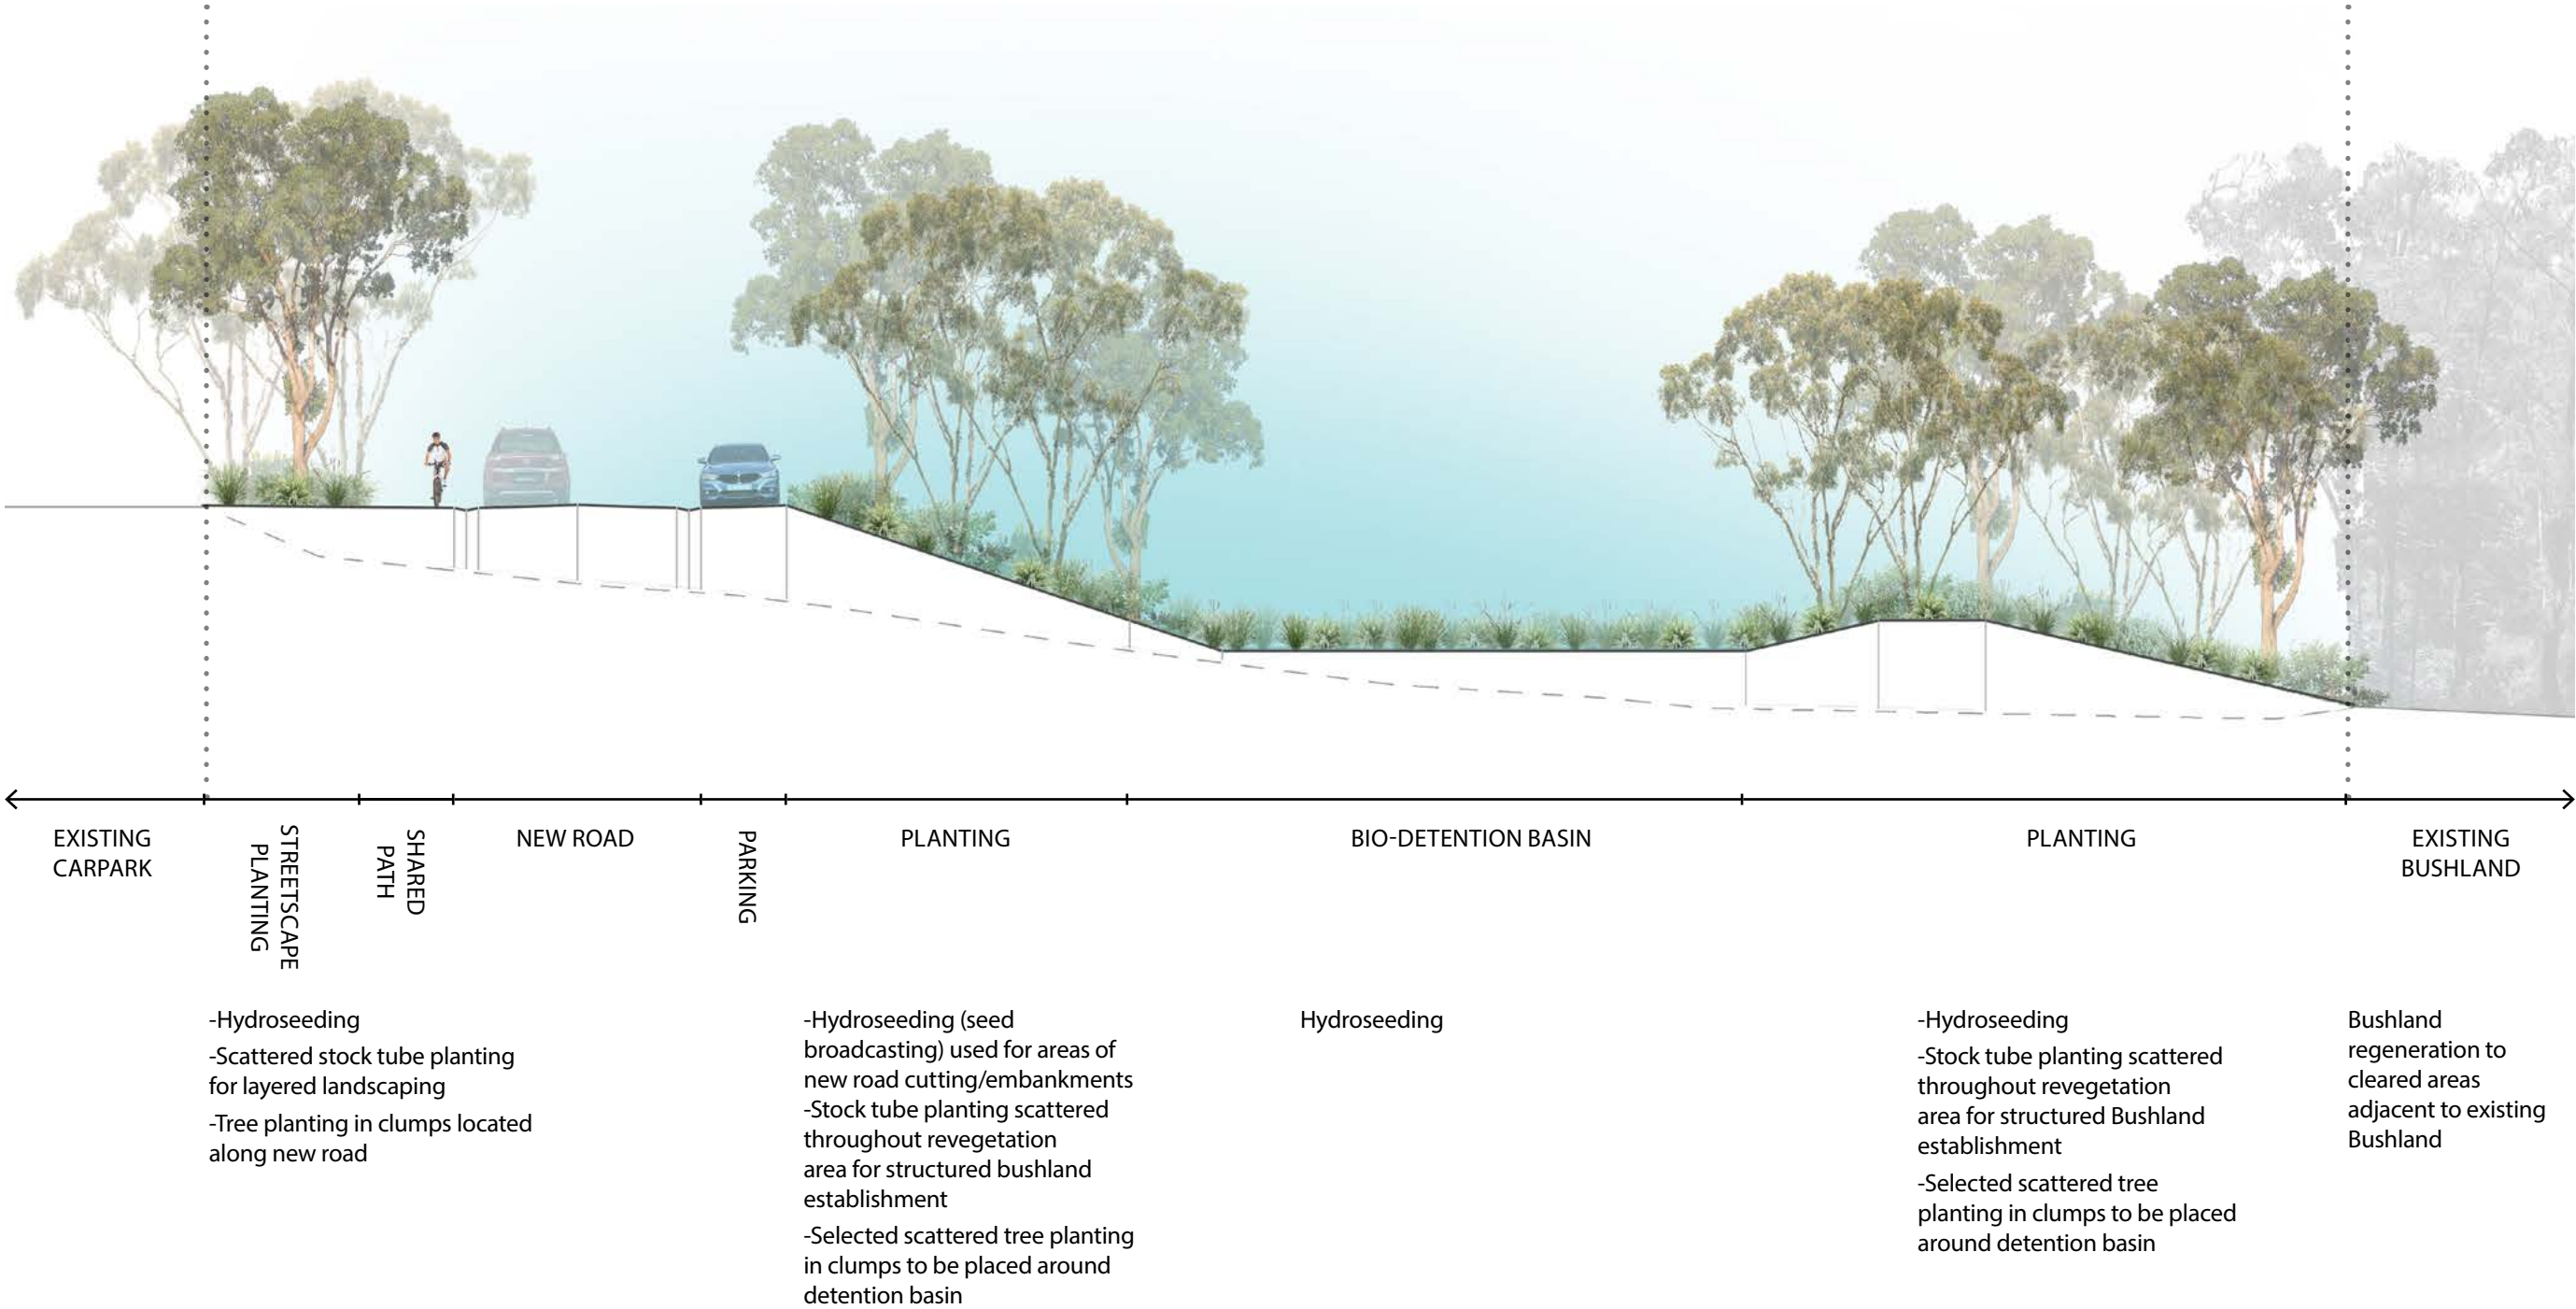 EXISTING
CARPARK
STREETSCAPE
PLANTING
SHARED
PATH
NEW ROAD
PARKING
PLANTING
BIO-DETENTION BASIN
PLANTING
EXISTING
BUSHLAND
-Hydroseeding
-Scattered stock tube planting
for layered landscaping
-Tree planting in clumps located
along new road
-Hydroseeding (seed
broadcasting) used for areas of
new road cutting/embankments
-Stock tube planting scattered
throughout revegetation
area for structured bushland
establishment
-Selected scattered tree planting
in clumps to be placed around
detention basin
Hydroseeding
-Hydroseeding
-Stock tube planting scattered
throughout revegetation
area for structured Bushland
establishment
-Selected scattered tree
planting in clumps to be placed
around detention basin
Bushland
regeneration to
cleared areas
adjacent to existing
Bushland